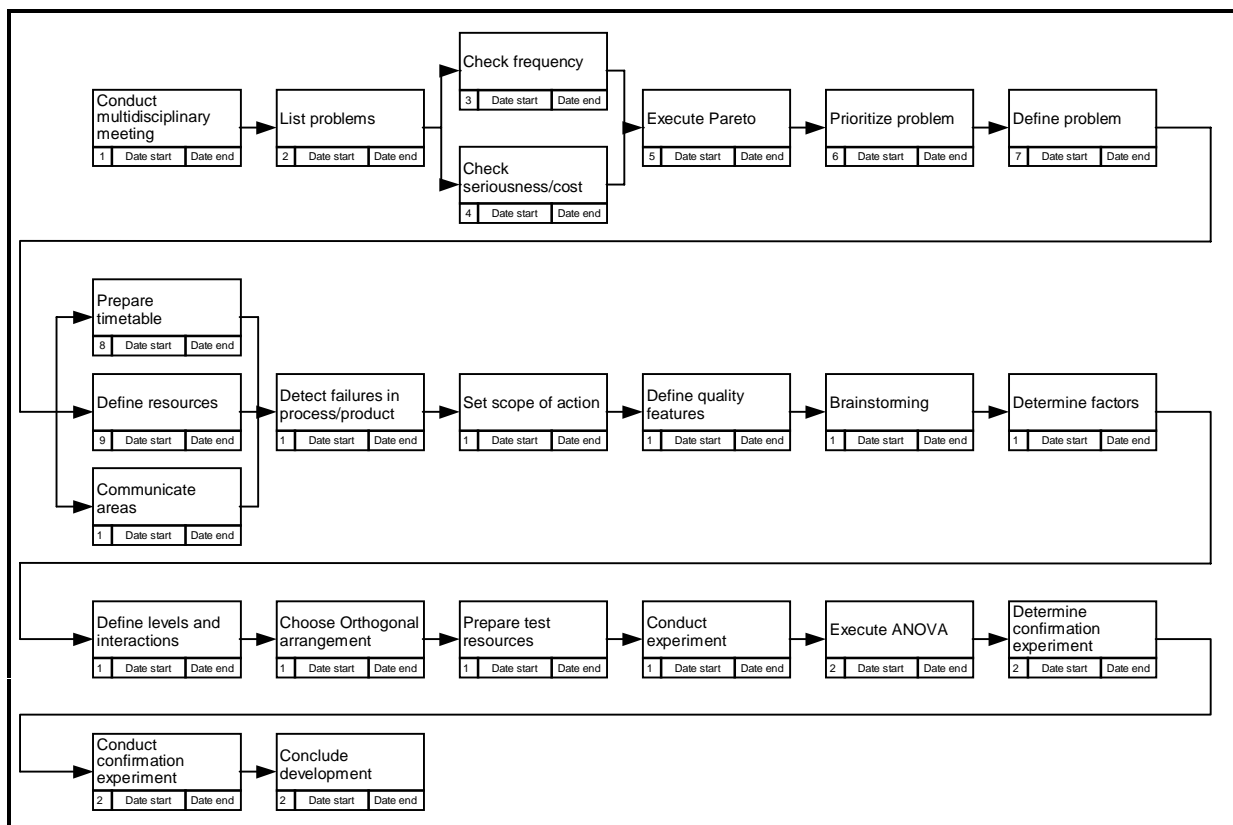 Conduct
multidisciplinary
meeting
1 Date start Date end
List problems
2 Date start Date end
Check frequency
3 Date start Date end
Check
seriousness/cost
4 Date start Date end
Execute Pareto
5 Date start Date end
Prioritize problem
6 Date start Date end
Define problem
7 Date start Date end
Prepare
timetable
8 Date start Date end
Define resources
9 Date start Date end
Communicate
areas
1 Date start Date end
Detect failures in
process/product
1 Date start Date end
Set scope of action
1 Date start Date end
Define quality
features
1 Date start Date end
Brainstorming
1 Date start Date end
Determine factors
1 Date start Date end
Define levels and
interactions
1 Date start Date end
Choose Orthogonal
arrangement
1 Date start Date end
Prepare test
resources
1 Date start Date end
Conduct
experiment
1 Date start Date end
Execute ANOVA
2 Date start Date end
Determine
confirmation
experiment
2 Date start Date end
Conduct
confirmation
experiment
2 Date start Date end
Conclude
development
2 Date start Date end